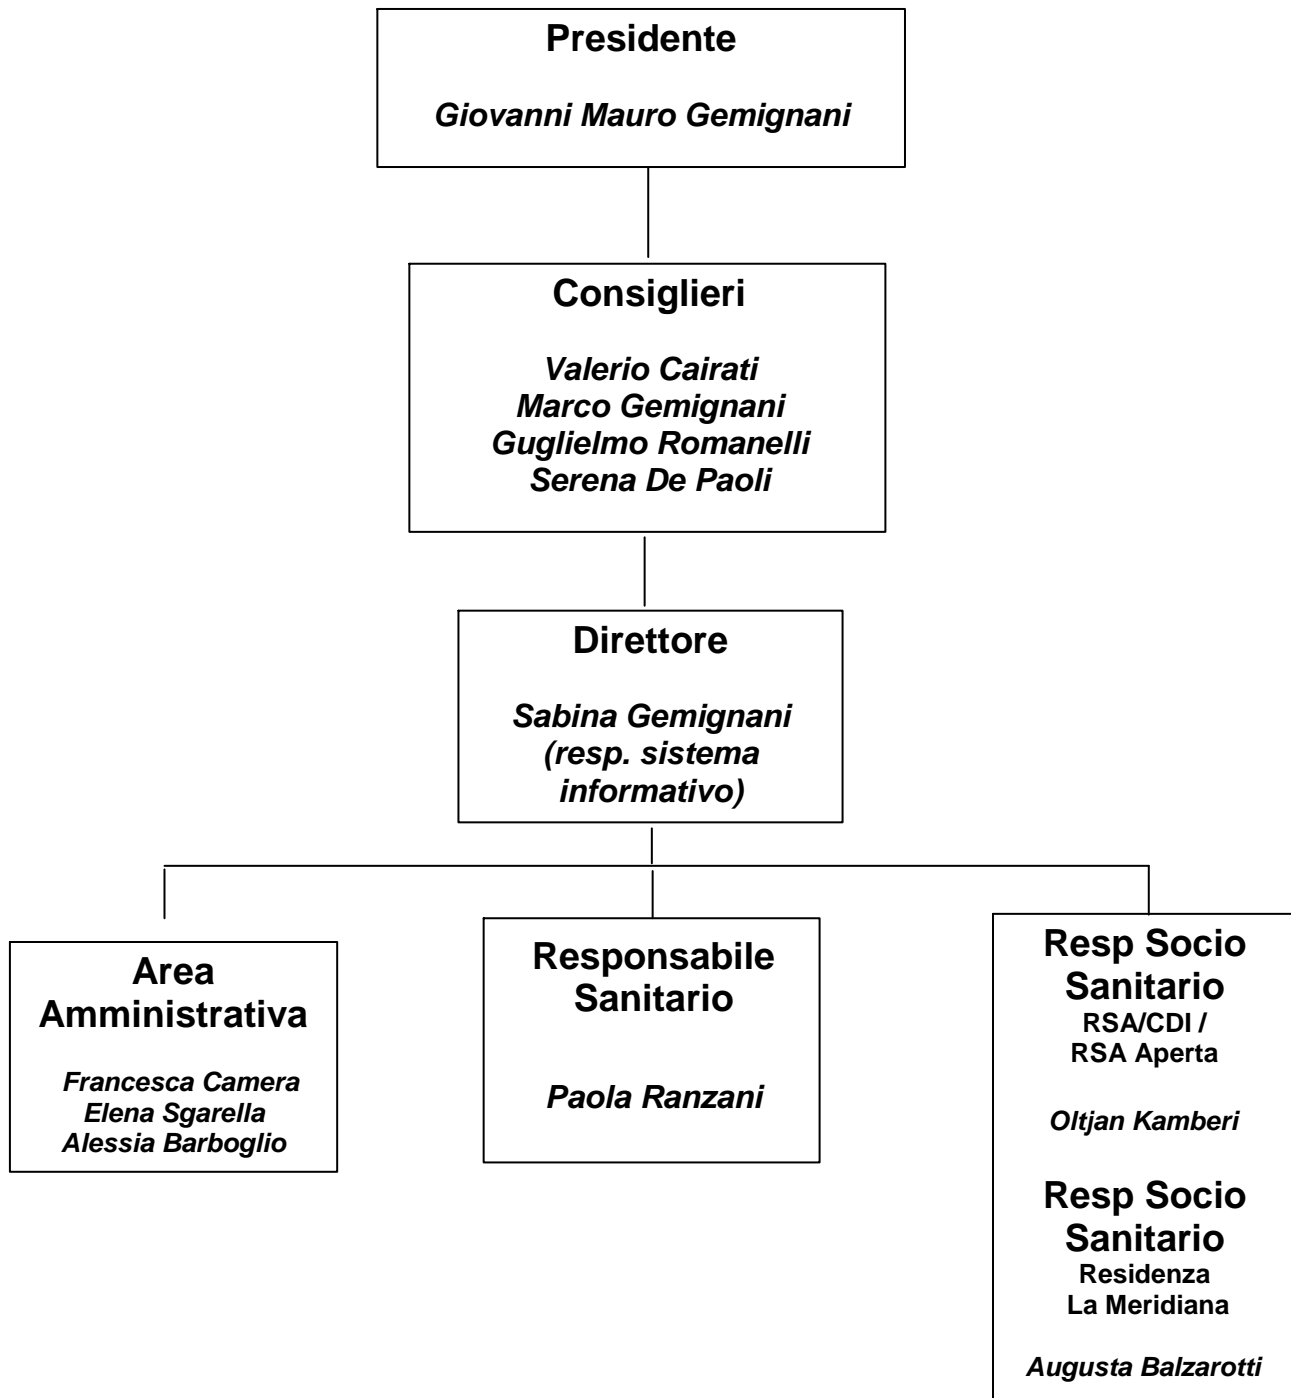 Presidente
Giovanni Mauro Gemignani
Consiglieri
Valerio Cairati
Marco Gemignani
Guglielmo Romanelli
Serena De Paoli
Direttore
Sabina Gemignani
(resp. sistema
informativo)
Area
Amministrativa
Francesca Camera
Elena Sgarella
Alessia Barboglio
Responsabile
Sanitario
Paola Ranzani
Resp Socio
Sanitario
RSA/CDI /
RSA Aperta
Oltjan Kamberi
Resp Socio
Sanitario
Residenza
La Meridiana
Augusta Balzarotti